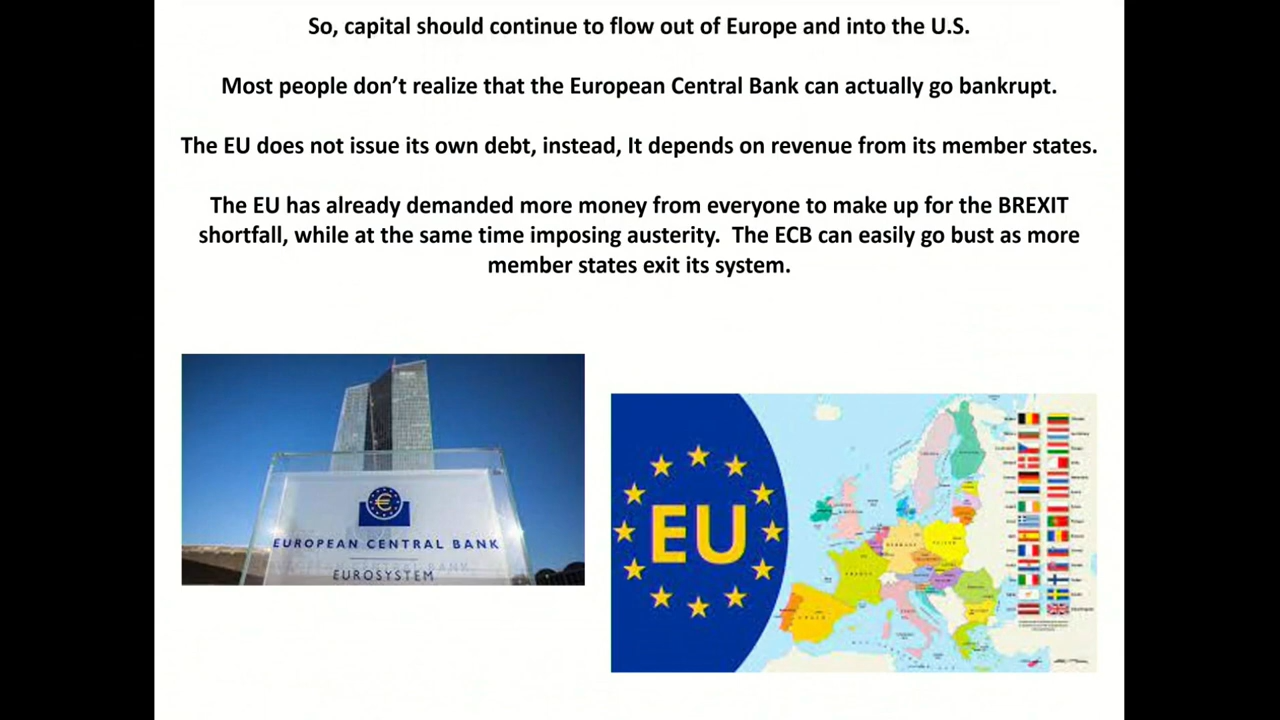 So, capital should continue to flow out of Europe and into the U.S.
Most people don't realize that the European Central Bank can actually go bankrupt.
The EU does not issue its own debt, instead, It depends on revenue from its member states.
The EU has already demanded more money from everyone to make up for the BREXIT
shortfall, while at the same time imposing austerity.  The ECB can easily go bust as more
member states exit its system.
EUROPEAN CENTRAL BANK
EUROSYSTEM
EU